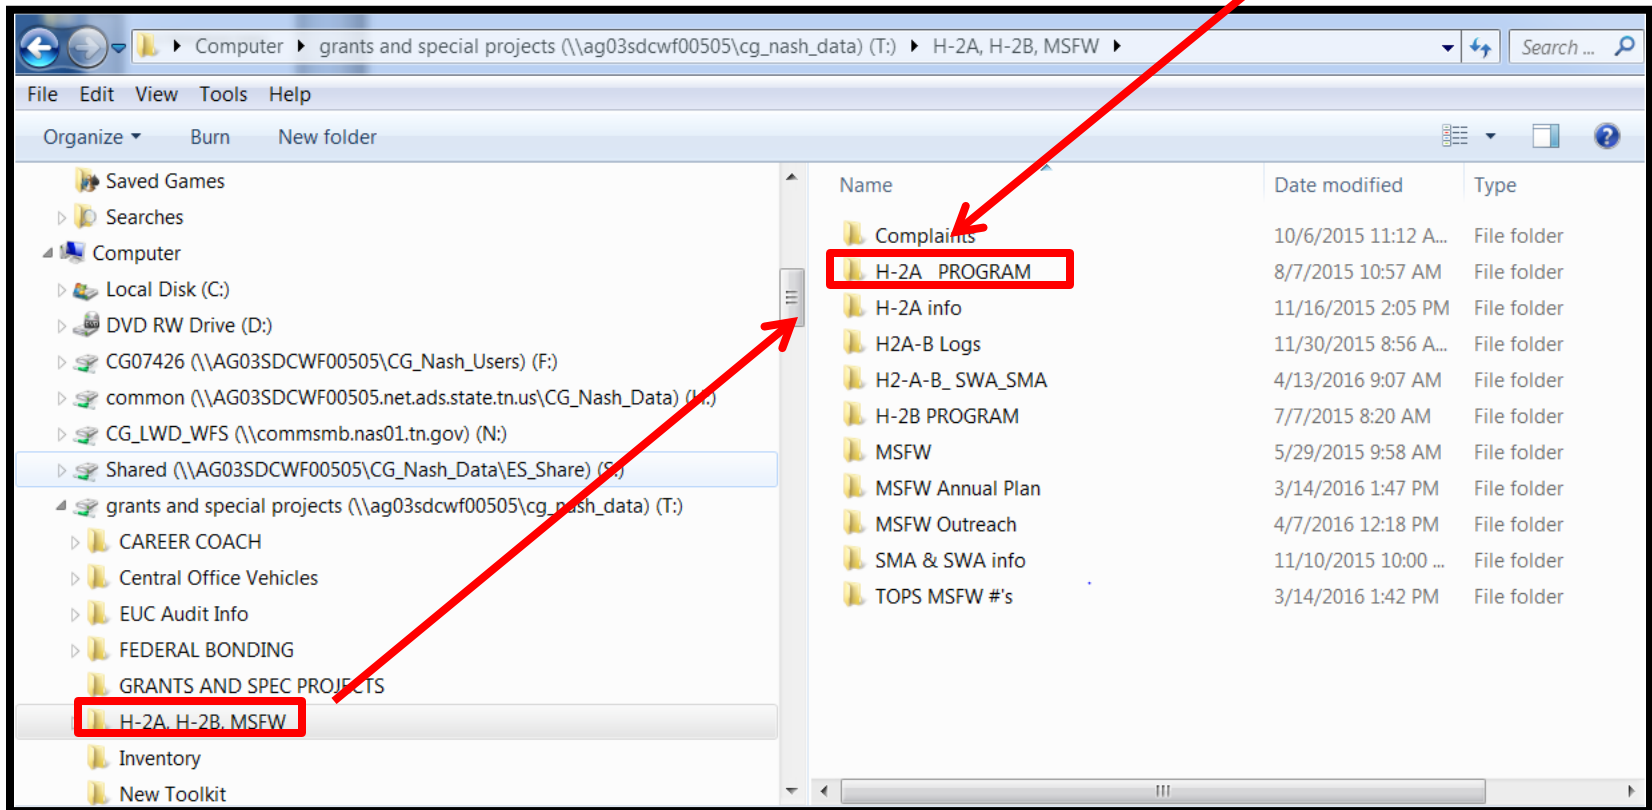 Computer grants and special projects (\\ag03sdcwf00505\cg_nash_data) (T:) H-2A, H-2B, MSFW Search ...
File Edit View Tools Help
Organize Burn New folder
Saved Games
Searches
Computer
Local Disk (C:)
DVD RW Drive (D:)
CG07426 (\\AG03SDCWF00505\CG_Nash_Users) (F:)
common (\\AG03SDCWF00505.net.ads.state.tn.us\CG_Nash_Data) (H:)
CG_LWD_WFS (\\commsmb.nas01.tn.gov) (N:)
Shared (\\AG03SDCWF00505\CG_Nash_Data\ES_Share) (S:)
grants and special projects (\\ag03sdcwf00505\cg_nash_data) (T:)
CAREER COACH
Central Office Vehicles
EUC Audit Info
FEDERAL BONDING
GRANTS AND SPEC PROJECTS
H-2A, H-2B, MSFW
Inventory
New Toolkit
Name Date modified Type
Complaints 10/6/2015 11:12 A... File folder
H-2A PROGRAM 8/7/2015 10:57 AM File folder
H-2A info 11/16/2015 2:05 PM File folder
H2A-B Logs 11/30/2015 8:56 A... File folder
H2-A-B_ SWA_SMA 4/13/2016 9:07 AM File folder
H-2B PROGRAM 7/7/2015 8:20 AM File folder
MSFW 5/29/2015 9:58 AM File folder
MSFW Annual Plan 3/14/2016 1:47 PM File folder
MSFW Outreach 4/7/2016 12:18 PM File folder
SMA & SWA info 11/10/2015 10:00 ... File folder
TOPS MSFW #'s 3/14/2016 1:42 PM File folder